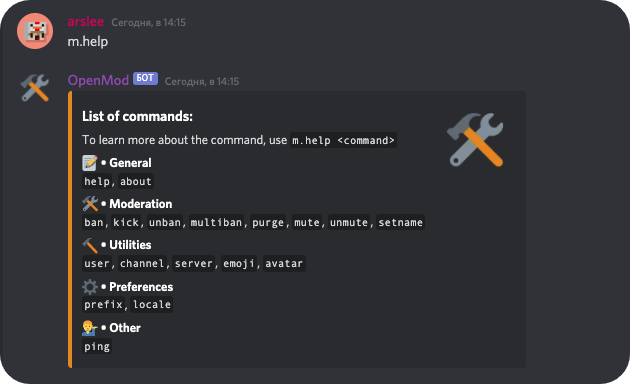 arslee Сегодня, в 14:15
m.help
OpenMod БОТ Сегодня, в 14:15
List of commands:
To learn more about the command, use m.help <command>
• General
help, about
• Moderation
ban, kick, unban, multiban, purge, mute, unmute, setname
• Utilities
user, channel, server, emoji, avatar
• Preferences
prefix, locale
• Other
ping